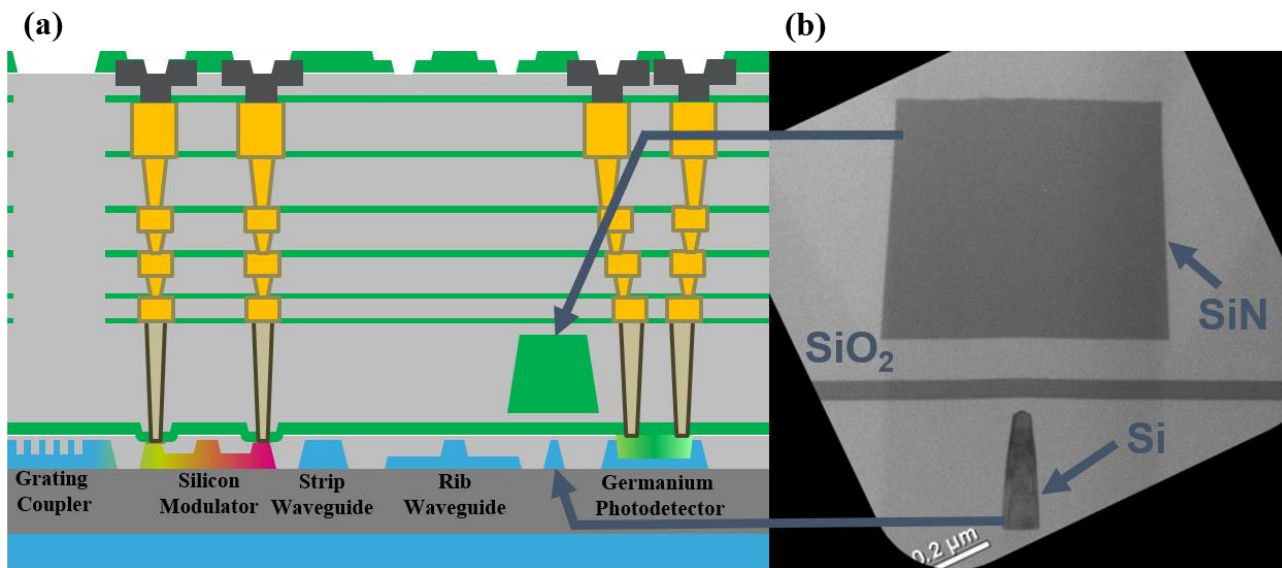 (a)
(b)
Grating
Coupler
Silicon
Modulator
Strip
Waveguide
Rib
Waveguide
Germanium
Photodetector
SiN
SiO2
Si
0.2 μm